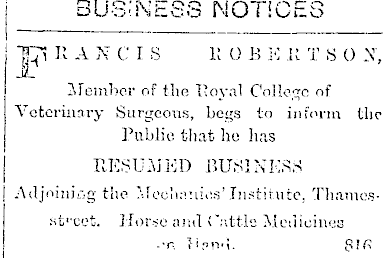 BUSINESS NOTICES
FRANCIS ROBERTSON,
Member of the Royal College of
Veterinary Surgeons, begs to inform the
Public that he has
RESUMED BUSINESS
Adjoining the Mechanics' Institute, Thames-
street. Horse and Cattle Medicines
on Hand. 816